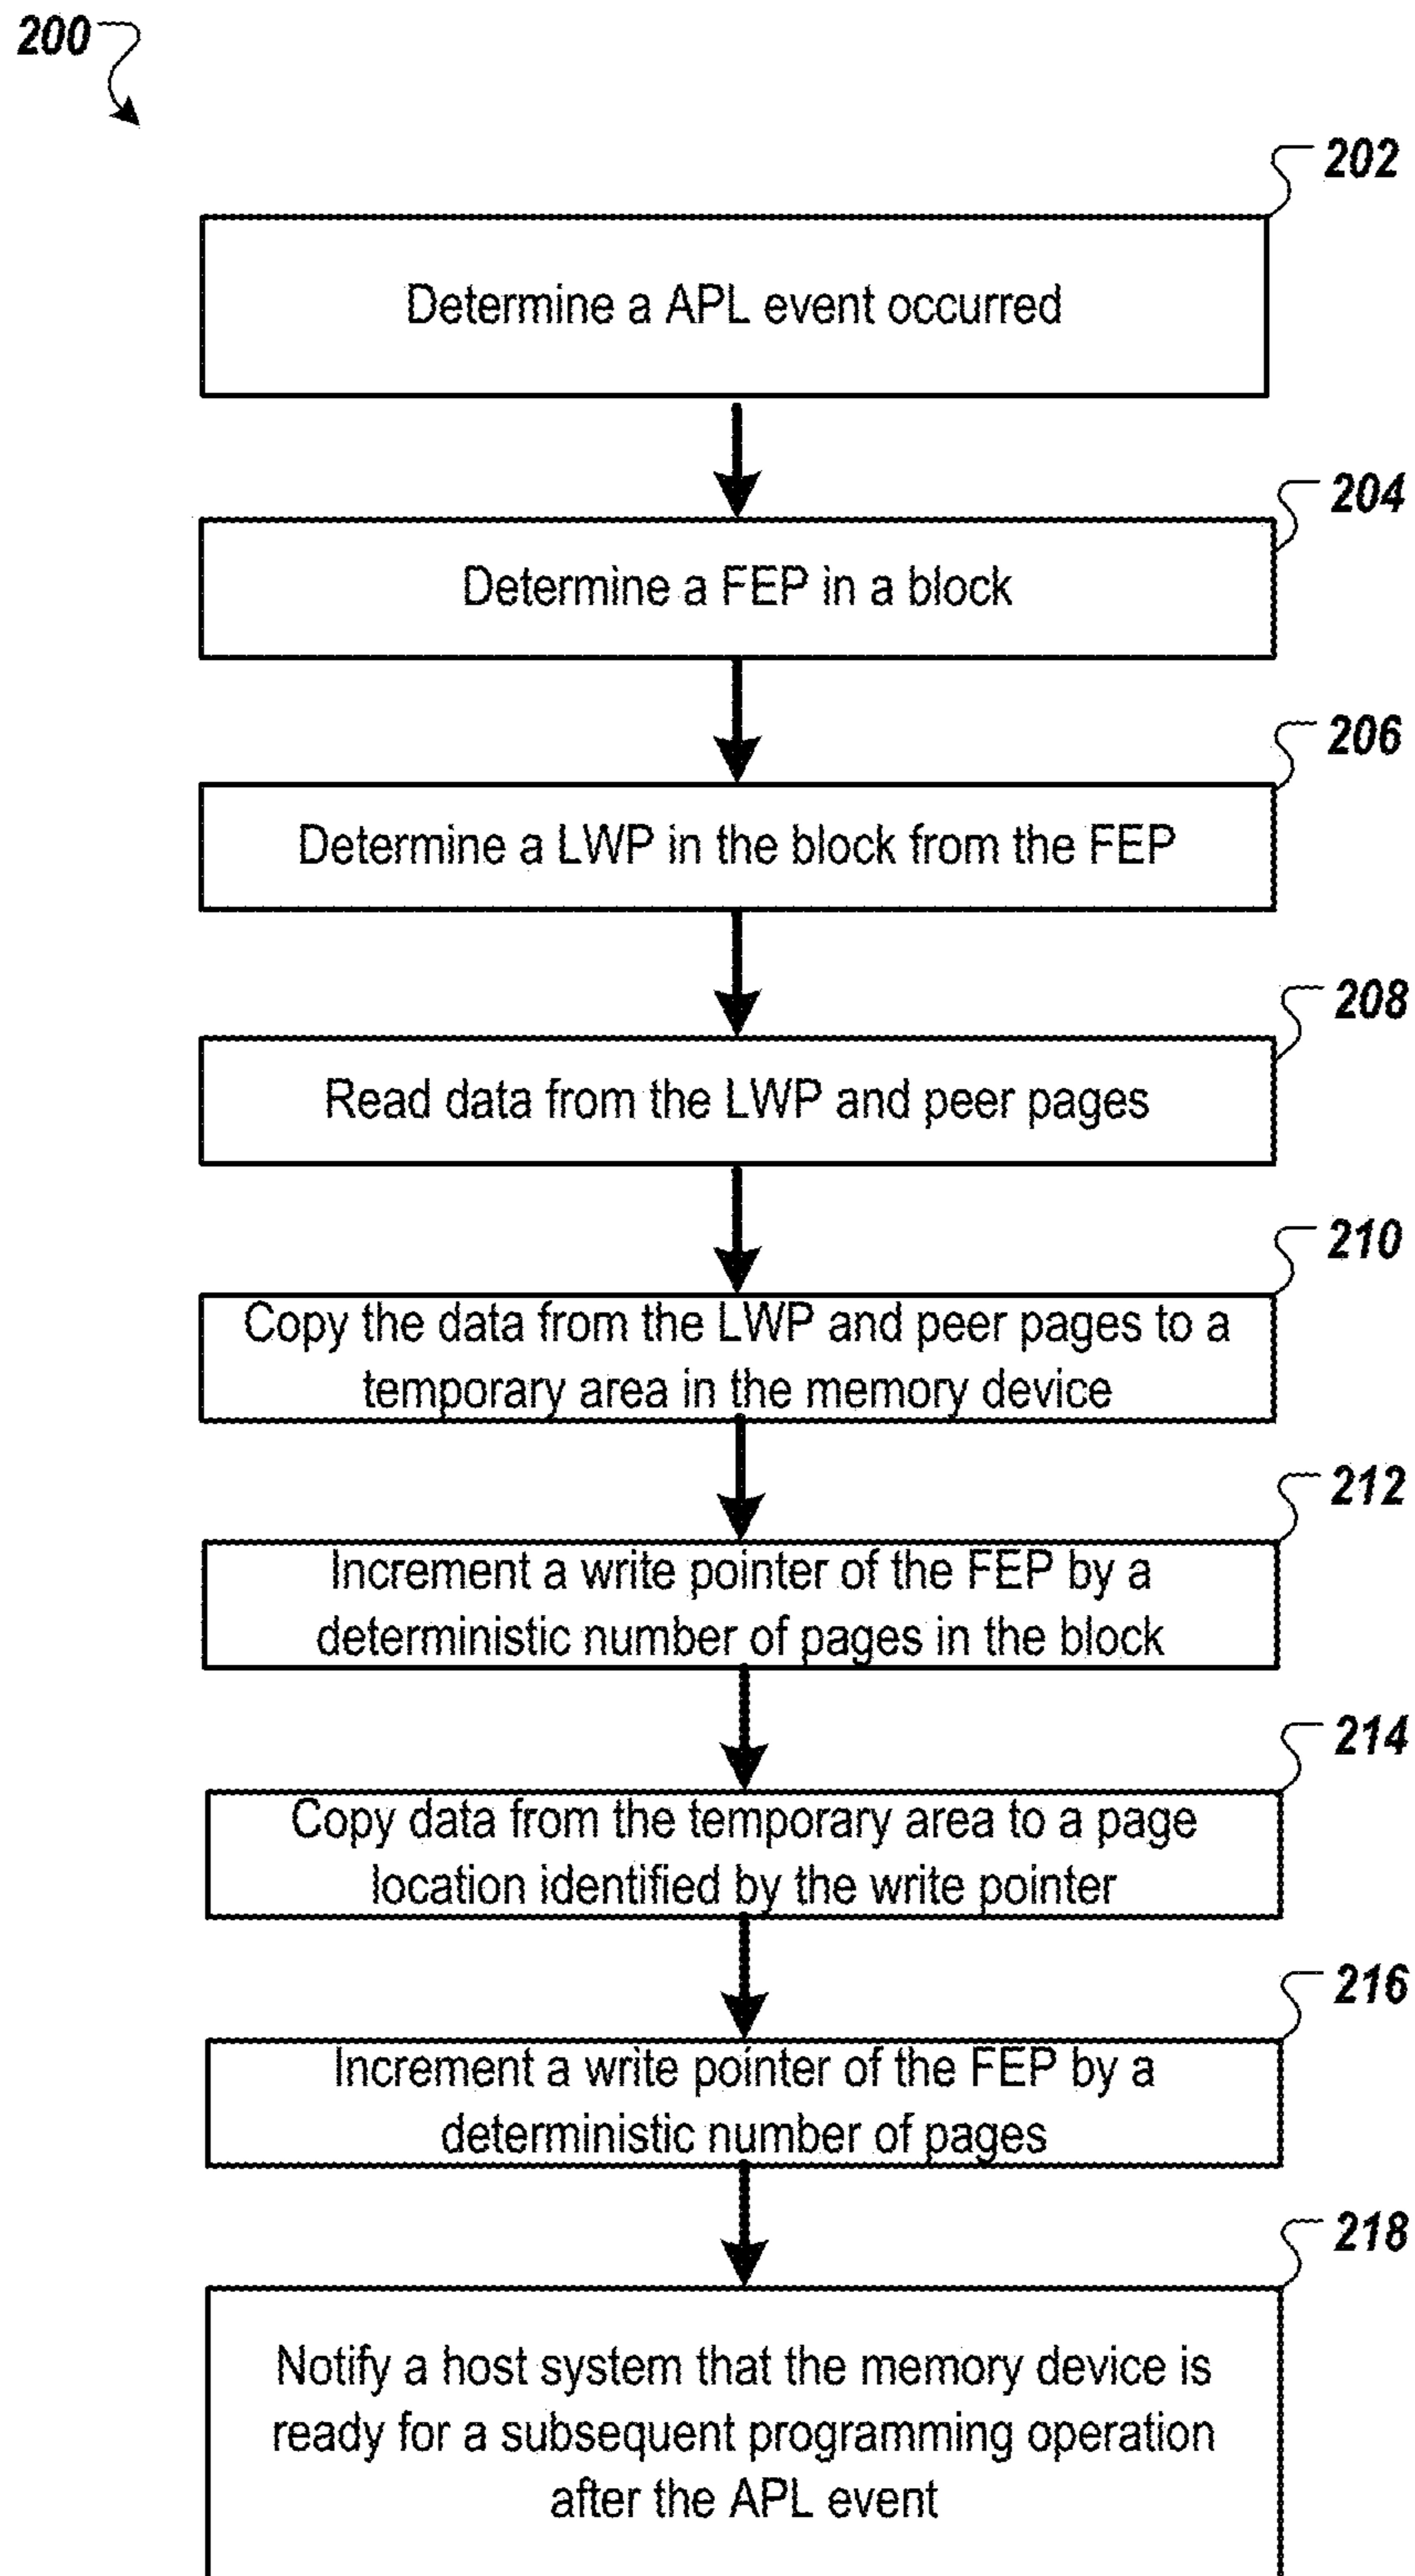 200
202
Determine a APL event occurred
204
Determine a FEP in a block
206
Determine a LWP in the block from the FEP
208
Read data from the LWP and peer pages
210
Copy the data from the LWP and peer pages to a
temporary area in the memory device
212
Increment a write pointer of the FEP by a
deterministic number of pages in the block
214
Copy data from the temporary area to a page
location identified by the write pointer
216
Increment a write pointer of the FEP by a
deterministic number of pages
218
Notify a host system that the memory device is
ready for a subsequent programming operation
after the APL event